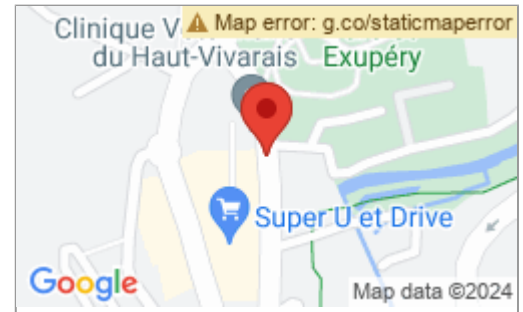 Map error: g.co/staticmaperror
Clinique V
du Haut-Vivarais
Exupéry
Super U et Drive
Google
Map data ©2024